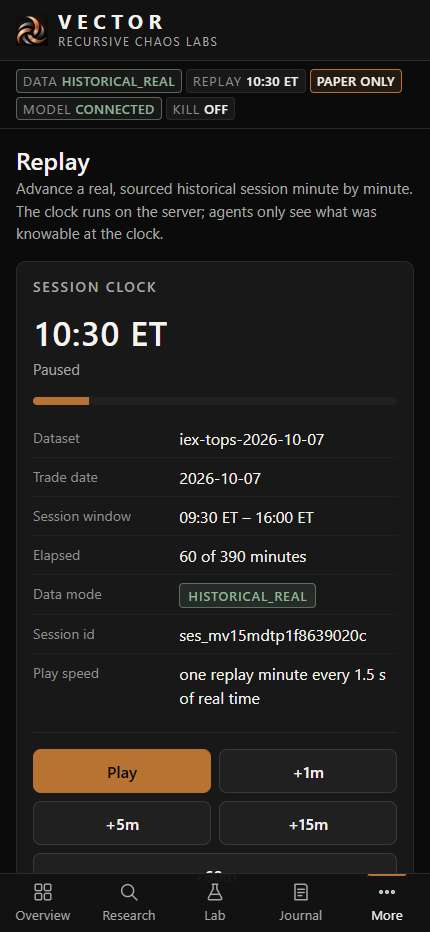 VECTOR
RECURSIVE CHAOS LABS
DATA HISTORICAL_REAL REPLAY 10:30 ET PAPER ONLY
MODEL CONNECTED KILL OFF
Replay
Advance a real, sourced historical session minute by minute.
The clock runs on the server; agents only see what was
knowable at the clock.
SESSION CLOCK
10:30 ET
Paused
Dataset iex-tops-2026-10-07
Trade date 2026-10-07
Session window 09:30 ET – 16:00 ET
Elapsed 60 of 390 minutes
Data mode HISTORICAL_REAL
Session id ses_mv15mdtp1f8639020c
Play speed one replay minute every 1.5 s
of real time
Play +1m
+5m +15m
Overview Research Lab Journal More